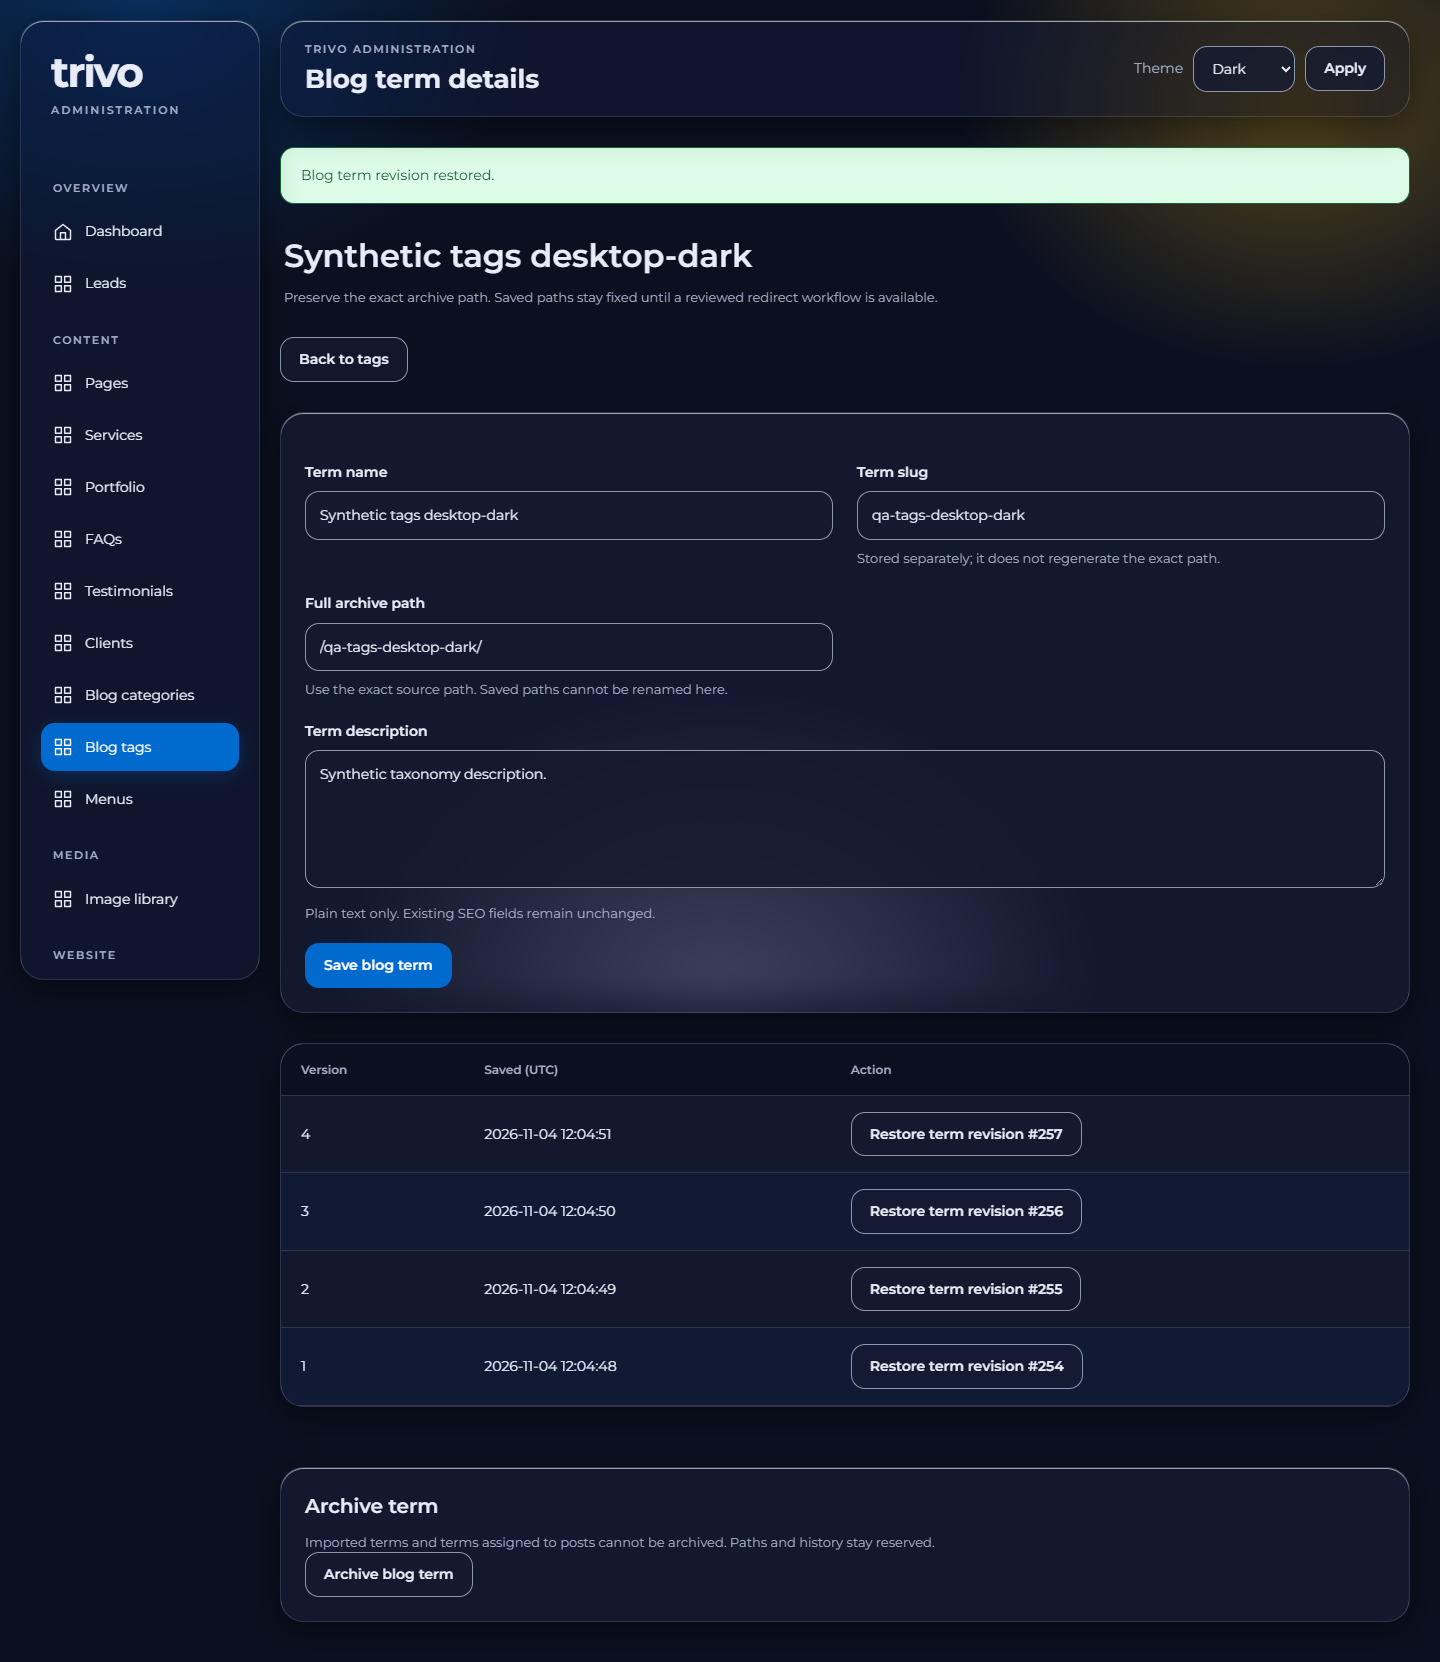 trivo
ADMINISTRATION
OVERVIEW
Dashboard
Leads
CONTENT
Pages
Services
Portfolio
FAQs
Testimonials
Clients
Blog categories
Blog tags
Menus
MEDIA
Image library
WEBSITE
TRIVO ADMINISTRATION
Blog term details
Theme
Dark
Apply
Blog term revision restored.
Synthetic tags desktop-dark
Preserve the exact archive path. Saved paths stay fixed until a reviewed redirect workflow is available.
Back to tags
Term name
Synthetic tags desktop-dark
Term slug
qa-tags-desktop-dark
Stored separately; it does not regenerate the exact path.
Full archive path
/qa-tags-desktop-dark/
Use the exact source path. Saved paths cannot be renamed here.
Term description
Synthetic taxonomy description.
Plain text only. Existing SEO fields remain unchanged.
Save blog term
Version Saved (UTC) Action
4 2026-11-04 12:04:51 Restore term revision #257
3 2026-11-04 12:04:50 Restore term revision #256
2 2026-11-04 12:04:49 Restore term revision #255
1 2026-11-04 12:04:48 Restore term revision #254
Archive term
Imported terms and terms assigned to posts cannot be archived. Paths and history stay reserved.
Archive blog term